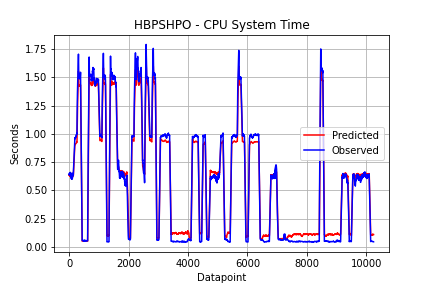 HBPSHPO - CPU System Time
Seconds
1.75
1.50
1.25
1.00
0.75
0.50
0.25
0.00
Predicted
Observed
0 2000 4000 6000 8000 10000
Datapoint